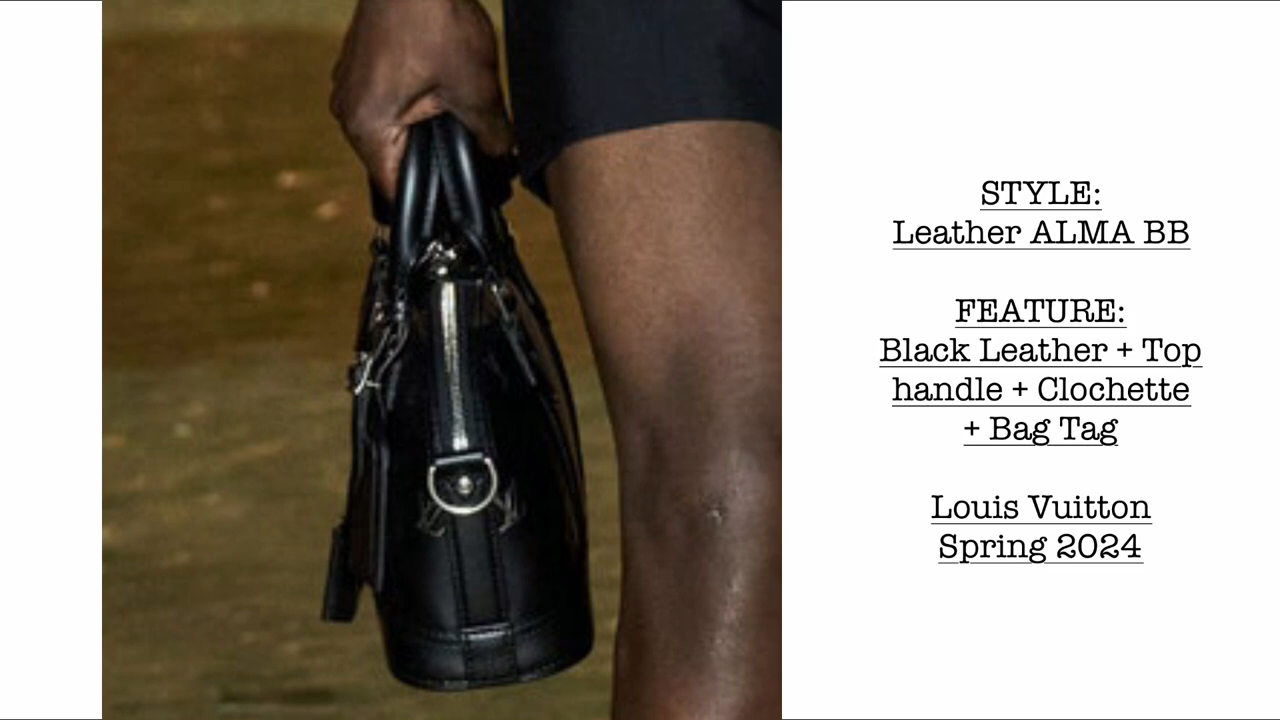 STYLE:
Leather ALMA BB
FEATURE:
Black Leather + Top
handle + Clochette
+ Bag Tag
Louis Vuitton
Spring 2024